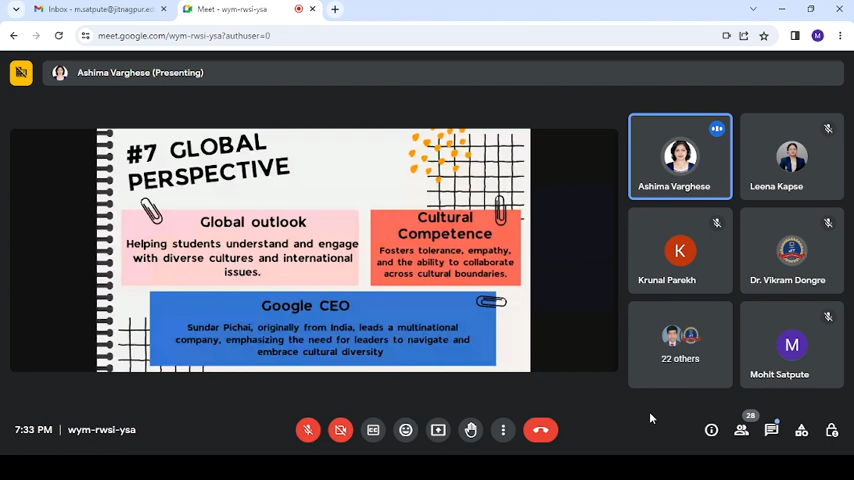 Inbox - m.satpute@jitnagpur.ed
Meet - wym-rwsi-ysa
meet.google.com/wym-rwsi-ysa?authuser=0
M
Ashima Varghese (Presenting)
#7 GLOBAL
PERSPECTIVE
Global outlook
Helping students understand and engage
with diverse cultures and international
issues.
Cultural
Competence
Fosters tolerance, empathy,
and the ability to collaborate
across cultural boundaries.
Google CEO
Sundar Pichai, originally from India, leads a multinational
company, emphasizing the need for leaders to navigate and
embrace cultural diversity
Ashima Varghese
Leena Kapse
K
Krunal Parekh
Dr. Vikram Dongre
22 others
M
Mohit Satpute
7:33 PM | wym-rwsi-ysa
28